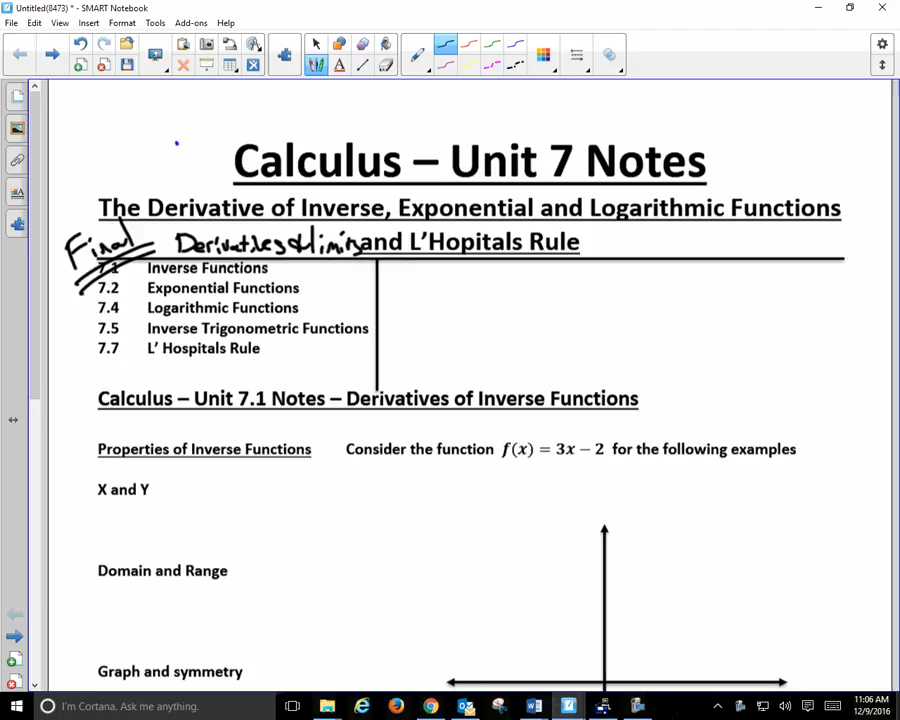 Untitled(8473) * - SMART Notebook
File Edit View Insert Format Tools Add-ons Help
Calculus – Unit 7 Notes
The Derivative of Inverse, Exponential and Logarithmic Functions
Final Derivatives & and L'Hopitals Rule
7.1 Inverse Functions
7.2 Exponential Functions
7.4 Logarithmic Functions
7.5 Inverse Trigonometric Functions
7.7 L' Hospitals Rule
Calculus – Unit 7.1 Notes – Derivatives of Inverse Functions
Properties of Inverse Functions Consider the function f(x) = 3x − 2 for the following examples
X and Y
Domain and Range
Graph and symmetry
I'm Cortana. Ask me anything.
11:06 AM
12/9/2016